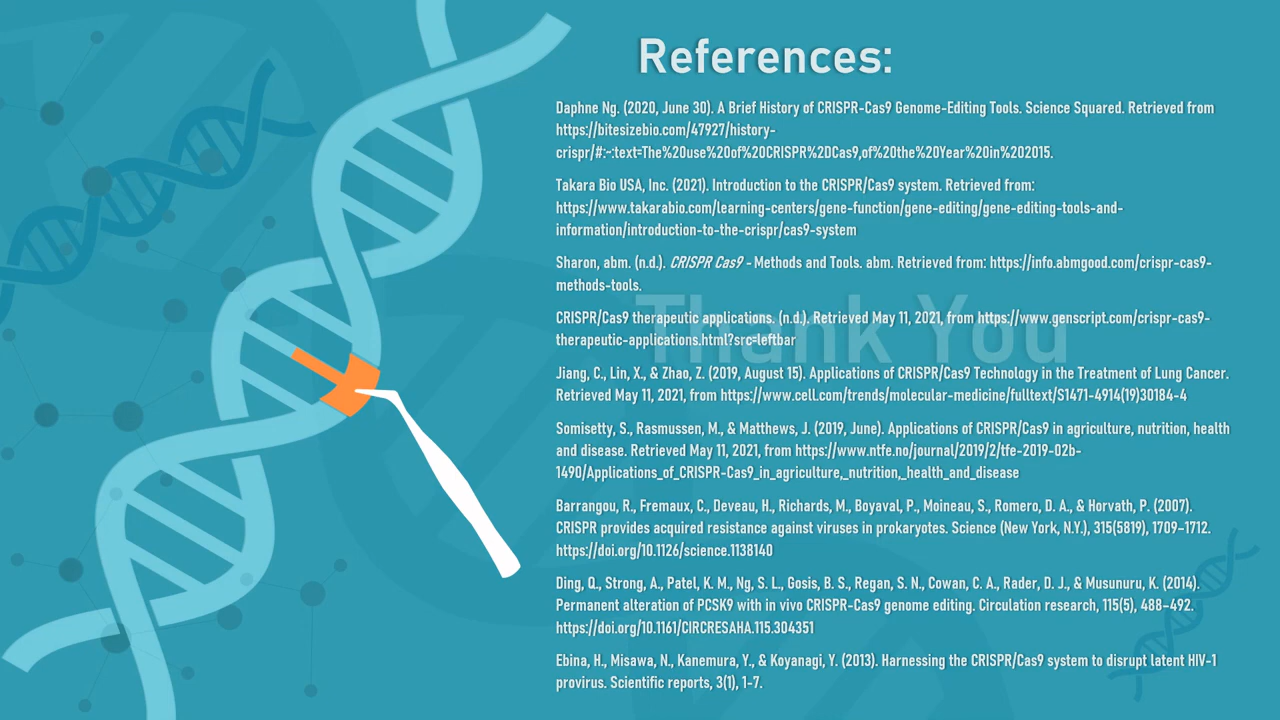 References:
Daphne Ng. (2020, June 30). A Brief History of CRISPR-Cas9 Genome-Editing Tools. Science Squared. Retrieved from
https://bitesizebio.com/47927/history-
crispr/#:~:text=The%20use%20of%20CRISPR%2DCas9,of%20the%20Year%20in%202015.
Takara Bio USA, Inc. (2021). Introduction to the CRISPR/Cas9 system. Retrieved from:
https://www.takarabio.com/learning-centers/gene-function/gene-editing/gene-editing-tools-and-
information/introduction-to-the-crispr/cas9-system
Sharon, abm. (n.d.). CRISPR Cas9 - Methods and Tools. abm. Retrieved from: https://info.abmgood.com/crispr-cas9-
methods-tools.
Thank You
CRISPR/Cas9 therapeutic applications. (n.d.). Retrieved May 11, 2021, from https://www.genscript.com/crispr-cas9-
therapeutic-applications.html?src=leftbar
Jiang, C., Lin, X., & Zhao, Z. (2019, August 15). Applications of CRISPR/Cas9 Technology in the Treatment of Lung Cancer.
Retrieved May 11, 2021, from https://www.cell.com/trends/molecular-medicine/fulltext/S1471-4914(19)30184-4
Somisetty, S., Rasmussen, M., & Matthews, J. (2019, June). Applications of CRISPR/Cas9 in agriculture, nutrition, health
and disease. Retrieved May 11, 2021, from https://www.ntfe.no/journal/2019/2/tfe-2019-02b-
1490/Applications_of_CRISPR-Cas9_in_agriculture,_nutrition,_health_and_disease
Barrangou, R., Fremaux, C., Deveau, H., Richards, M., Boyaval, P., Moineau, S., Romero, D. A., & Horvath, P. (2007).
CRISPR provides acquired resistance against viruses in prokaryotes. Science (New York, N.Y.), 315(5819), 1709–1712.
https://doi.org/10.1126/science.1138140
Ding, Q., Strong, A., Patel, K. M., Ng, S. L., Gosis, B. S., Regan, S. N., Cowan, C. A., Rader, D. J., & Musunuru, K. (2014).
Permanent alteration of PCSK9 with in vivo CRISPR-Cas9 genome editing. Circulation research, 115(5), 488–492.
https://doi.org/10.1161/CIRCRESAHA.115.304351
Ebina, H., Misawa, N., Kanemura, Y., & Koyanagi, Y. (2013). Harnessing the CRISPR/Cas9 system to disrupt latent HIV-1
provirus. Scientific reports, 3(1), 1-7.